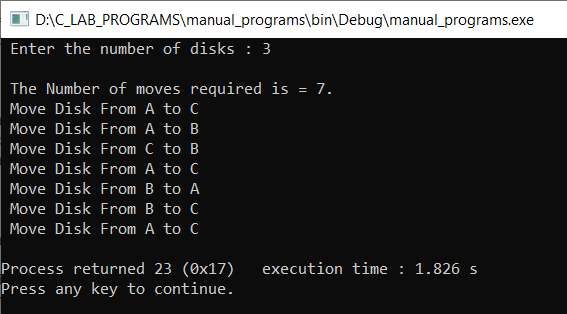 D:\C_LAB_PROGRAMS\manual_programs\bin\Debug\manual_programs.exe
Enter the number of disks : 3
The Number of moves required is = 7.
Move Disk From A to C
Move Disk From A to B
Move Disk From C to B
Move Disk From A to C
Move Disk From B to A
Move Disk From B to C
Move Disk From A to C
Process returned 23 (0x17)   execution time : 1.826 s
Press any key to continue.